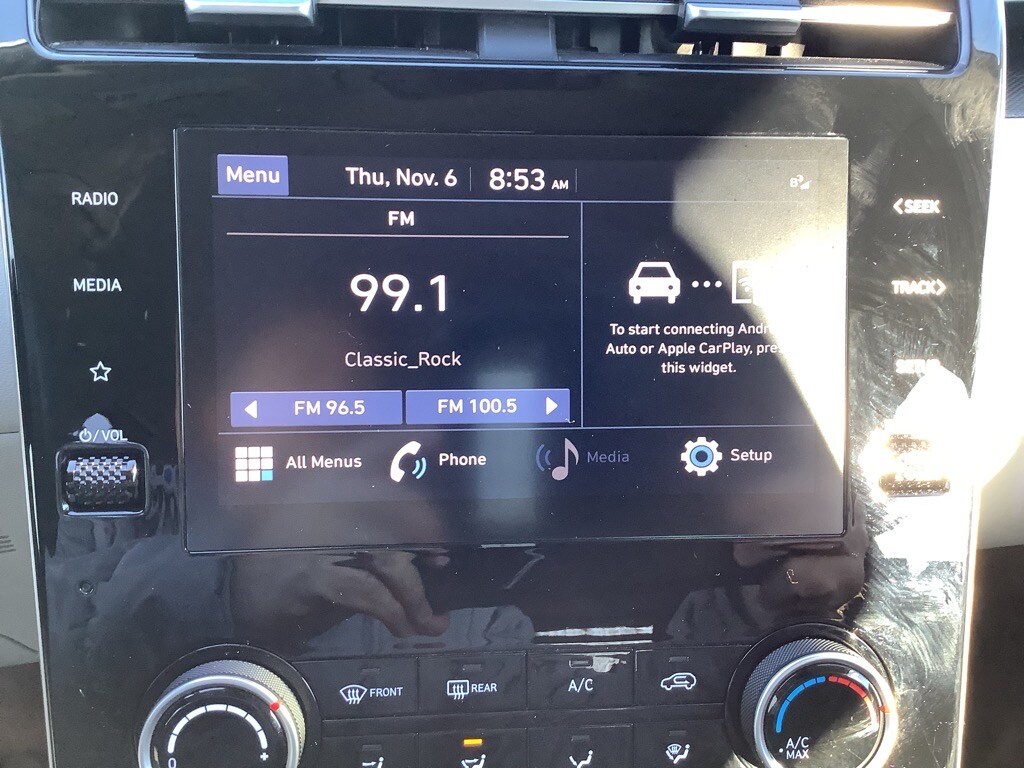 Menu
Thu, Nov. 6
8:53 AM
RADIO
MEDIA
/VOL
FM
99.1
Classic_Rock
FM 96.5
FM 100.5
To start connecting
Auto or Apple CarPlay,
this widget.
All Menus
Phone
Media
Setup
SEEK
TRACK
FRONT
REAR
A/C
0
+
A/C
MAX